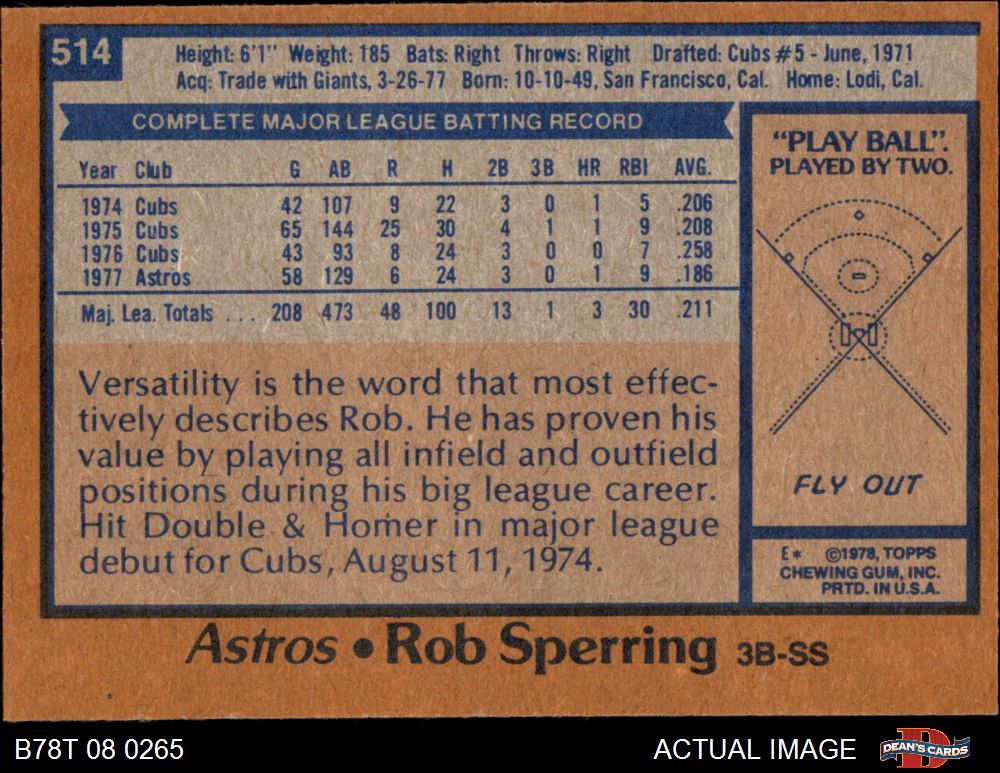 514
Height: 6'1" Weight: 185 Bats: Right Throws: Right Drafted: Cubs #5 - June, 1971
Acq: Trade with Giants, 3-26-77 Born: 10-10-49, San Francisco, Cal. Home: Lodi, Cal.
COMPLETE MAJOR LEAGUE BATTING RECORD
Year Club G AB R H 2B 3B HR RBI AVG.
1974 Cubs 42 107 9 22 3 0 1 5 .206
1975 Cubs 65 144 25 30 4 1 1 9 .208
1976 Cubs 43 93 8 24 3 0 0 7 .258
1977 Astros 58 129 6 24 3 0 1 9 .186
Maj. Lea. Totals ... 208 473 48 100 13 1 3 30 .211
Versatility is the word that most effec-
tively describes Rob. He has proven his
value by playing all infield and outfield
positions during his big league career.
Hit Double & Homer in major league
debut for Cubs, August 11, 1974.
"PLAY BALL".
PLAYED BY TWO.
FLY OUT
E* ©1978, TOPPS
CHEWING GUM, INC.
PRTD. IN U.S.A.
Astros • Rob Sperring 3B-SS
B78T 08 0265
ACTUAL IMAGE
DEAN'S CARDS